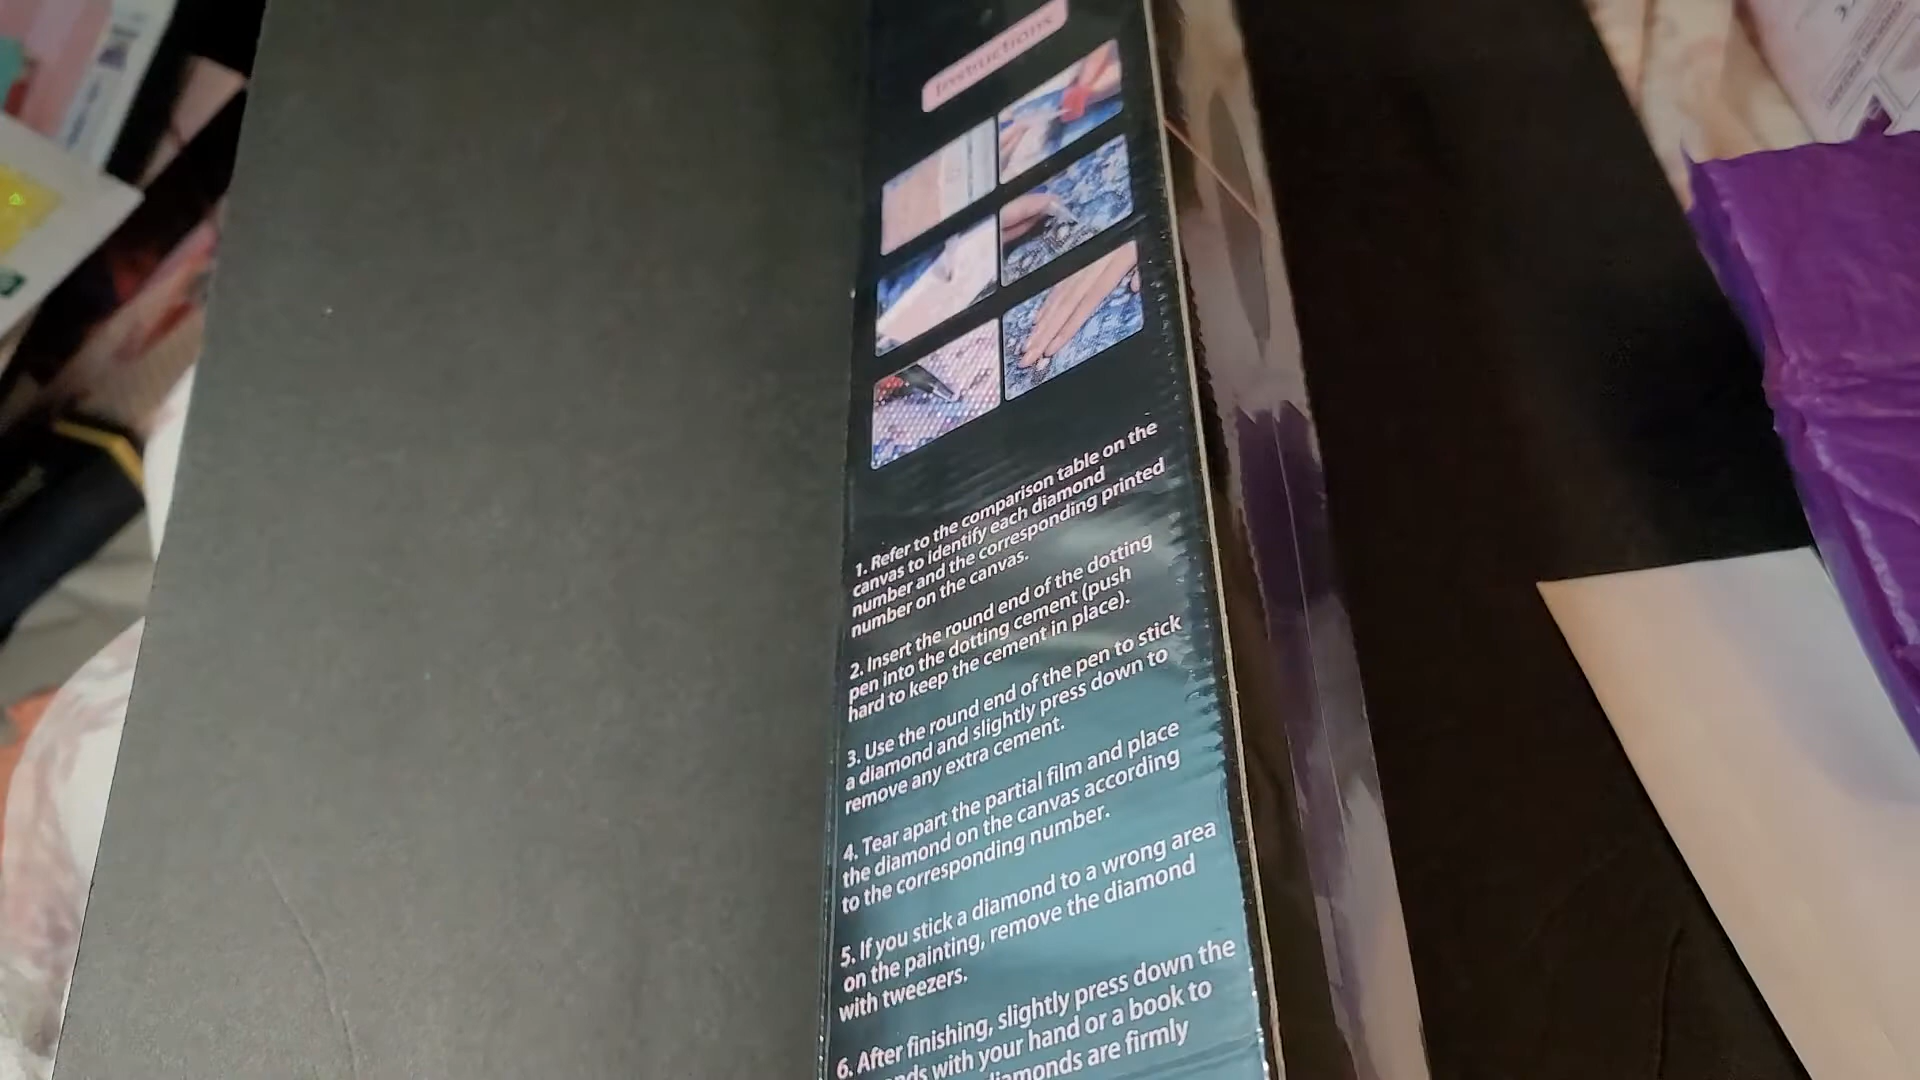 Instructions
1. Refer to the comparison table on the
canvas to identify each diamond
number and the corresponding printed
number on the canvas.
2. Insert the round end of the dotting
pen into the dotting cement (push
hard to keep the cement in place).
3. Use the round end of the pen to stick
a diamond and slightly press down to
remove any extra cement.
4. Tear apart the partial film and place
the diamond on the canvas according
to the corresponding number.
5. If you stick a diamond to a wrong area
on the painting, remove the diamond
with tweezers.
6. After finishing, slightly press down the
with your hand or a book to
are firmly